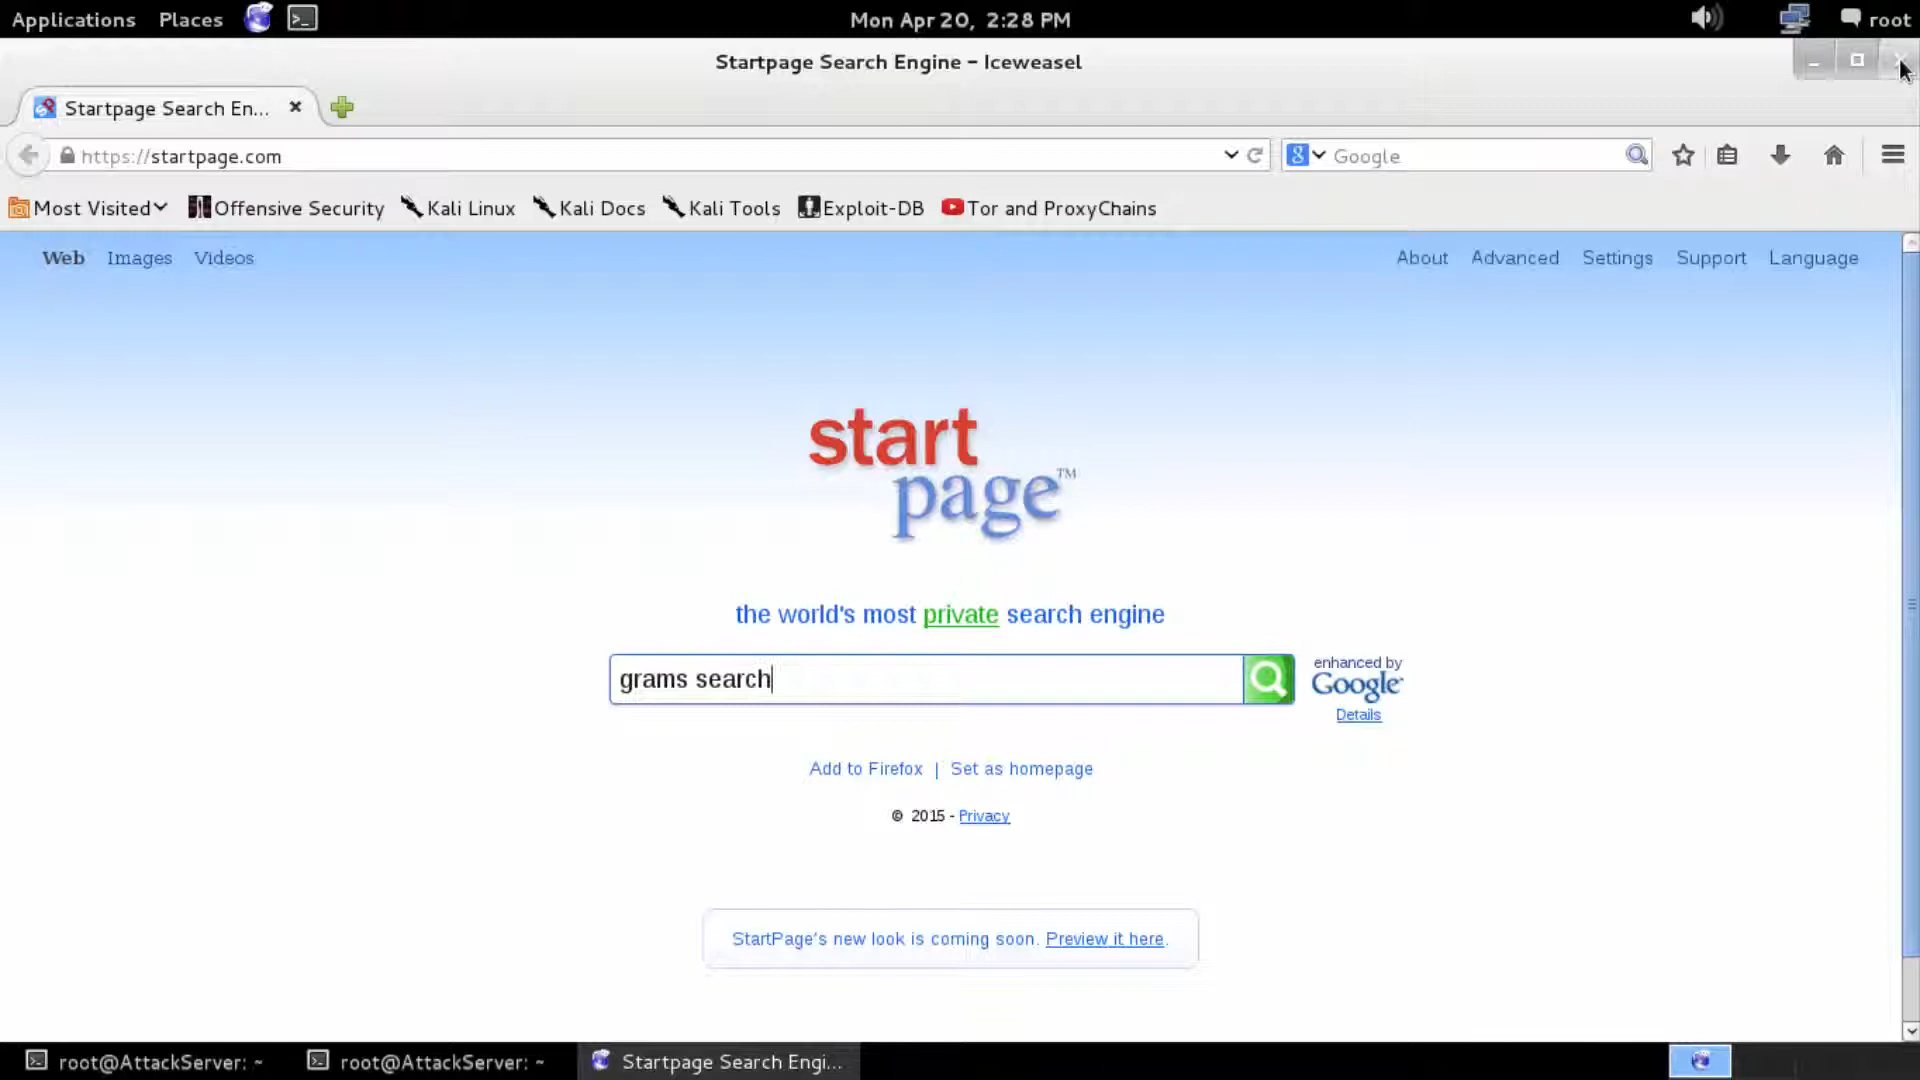 Applications Places Mon Apr 20, 2:28 PM root
Startpage Search Engine - Iceweasel
Startpage Search En...
https://startpage.com Google
Most Visited Offensive Security Kali Linux Kali Docs Kali Tools Exploit-DB Tor and ProxyChains
Web Images Videos About Advanced Settings Support Language
start
page™
the world's most private search engine
grams search
enhanced by
Google
Details
Add to Firefox | Set as homepage
© 2015 - Privacy
StartPage's new look is coming soon. Preview it here.
root@AttackServer: ~ root@AttackServer: ~ Startpage Search Engi...